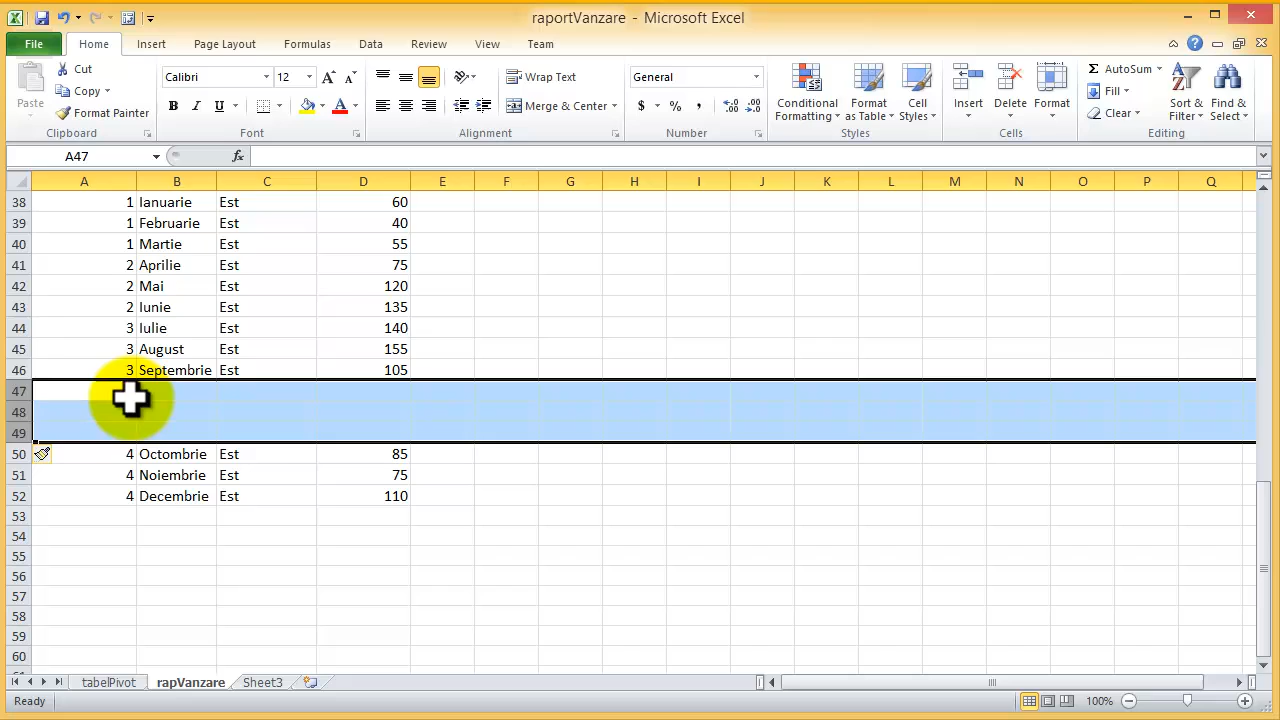 raportVanzare - Microsoft Excel
File Home Insert Page Layout Formulas Data Review View Team
Paste Cut Copy Format Painter Clipboard
Calibri 12 B I U A Font
Wrap Text Merge & Center Alignment
General $ % , Number
Conditional Formatting Format as Table Cell Styles Styles
Insert Delete Format Cells
AutoSum Fill Clear Sort & Filter Find & Select Editing
A47 fx
A B C D E F G H I J K L M N O P Q
38 1 Ianuarie Est 60
39 1 Februarie Est 40
40 1 Martie Est 55
41 2 Aprilie Est 75
42 2 Mai Est 120
43 2 Iunie Est 135
44 3 Iulie Est 140
45 3 August Est 155
46 3 Septembrie Est 105
47
48
49
50 4 Octombrie Est 85
51 4 Noiembrie Est 75
52 4 Decembrie Est 110
53
54
55
56
57
58
59
60
tabelPivot rapVanzare Sheet3
Ready 100%